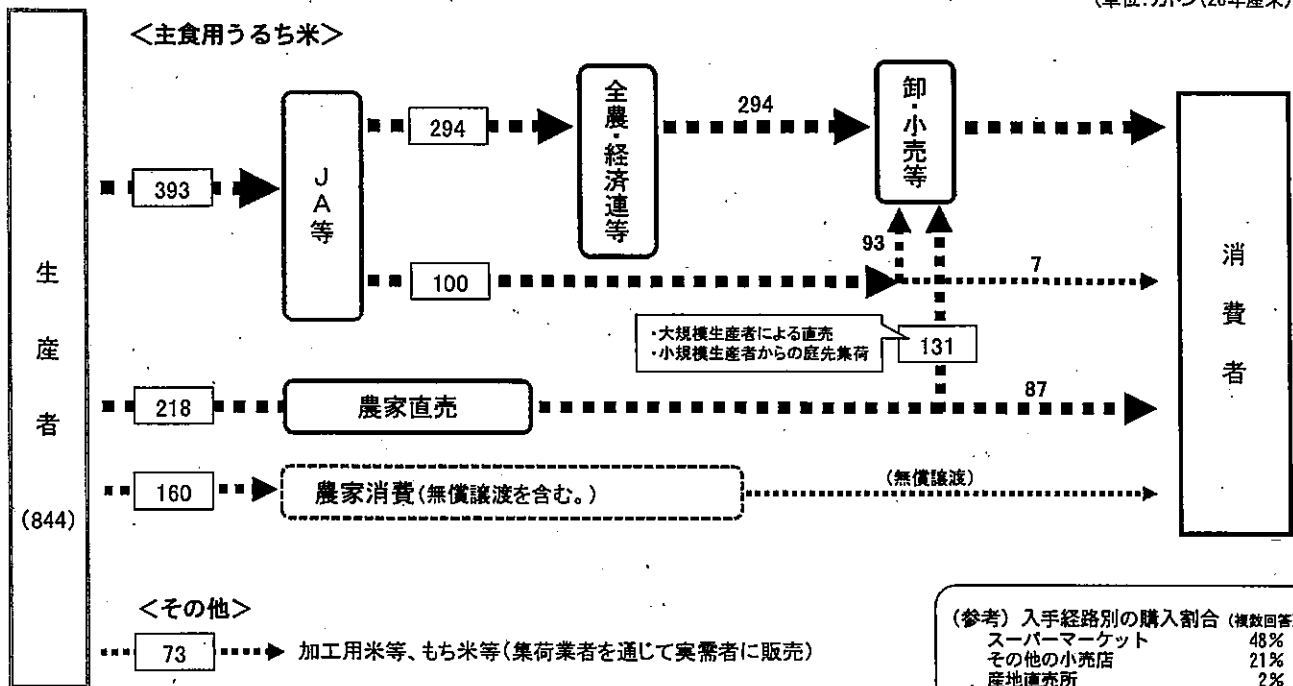 (単位:万トン(26年産米)
<主食用うるち米>
生産者
(844)
393
JA等
294
全農・経済連等
294
卸・小売等
消費者
100
93
7
・大規模生産者による直売
・小規模生産者からの庭先集荷
131
218
農家直売
87
160
農家消費(無償譲渡を含む。)
(無償譲渡)
<その他>
73
加工用米等、もち米等(集荷業者を通じて実需者に販売)
(参考) 入手経路別の購入割合 (複数回答
スーパーマーケット 48%
その他の小売店 21%
産地直売所 2%